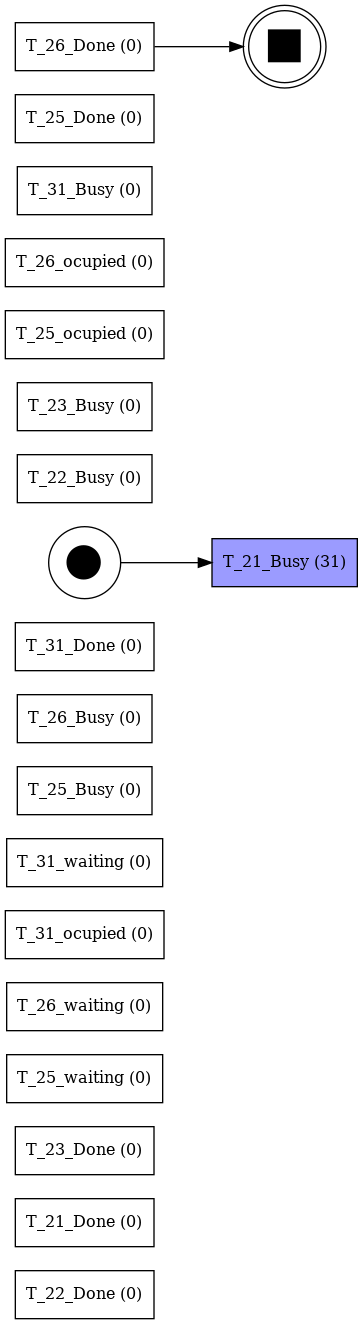 T_26_Done (0)
T_25_Done (0)
T_31_Busy (0)
T_26_ocupied (0)
T_25_ocupied (0)
T_23_Busy (0)
T_22_Busy (0)
T_21_Busy (31)
T_31_Done (0)
T_26_Busy (0)
T_25_Busy (0)
T_31_waiting (0)
T_31_ocupied (0)
T_26_waiting (0)
T_25_waiting (0)
T_23_Done (0)
T_21_Done (0)
T_22_Done (0)